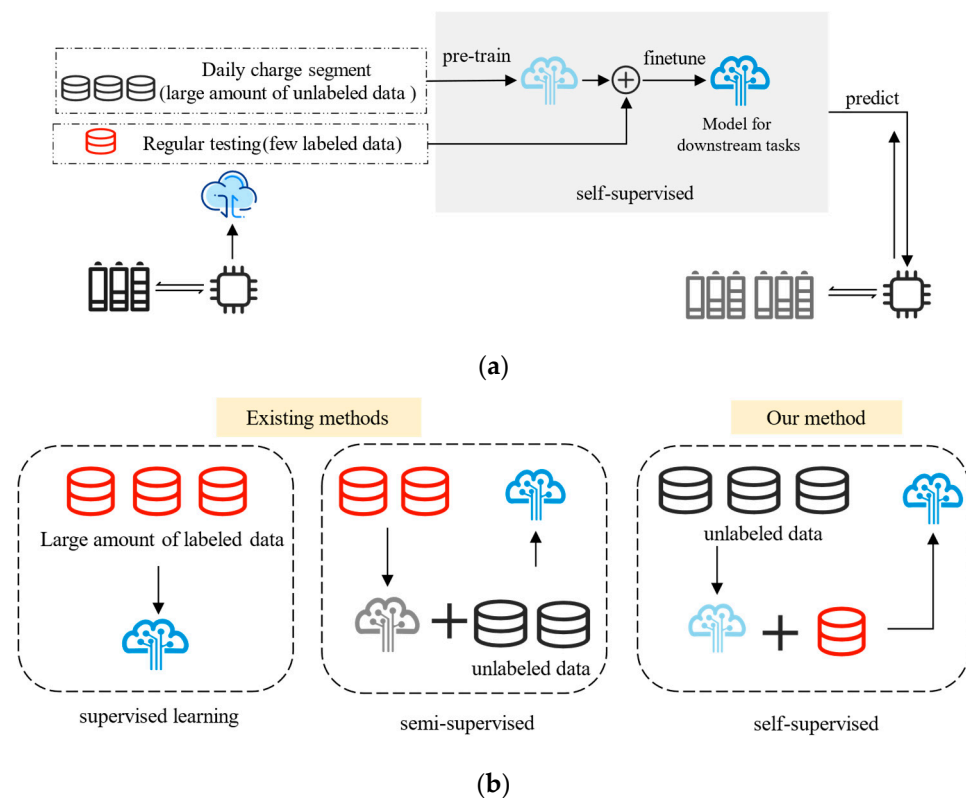 Daily charge segment
(large amount of unlabeled data )
Regular testing(few labeled data)
pre-train
finetune
Model for
downstream tasks
self-supervised
predict
(a)
Existing methods
Our method
Large amount of labeled data
unlabeled data
unlabeled data
supervised learning
semi-supervised
self-supervised
(b)